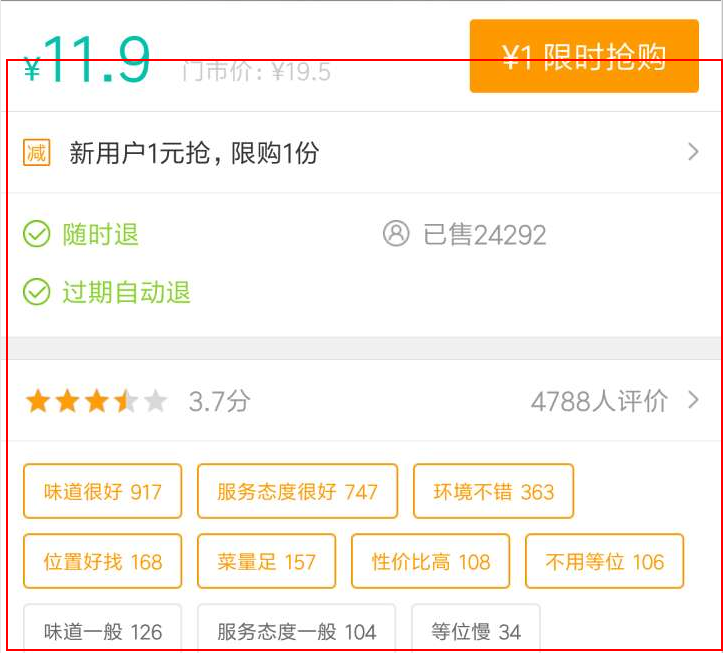 ¥11.9 门市价: ¥19.5 ¥1 限时抢购
减 新用户1元抢，限购1份
随时退 已售24292
过期自动退
3.7分 4788人评价
味道很好 917 服务态度很好 747 环境不错 363
位置好找 168 菜量足 157 性价比高 108 不用等位 106
味道一般 126 服务态度一般 104 等位慢 34